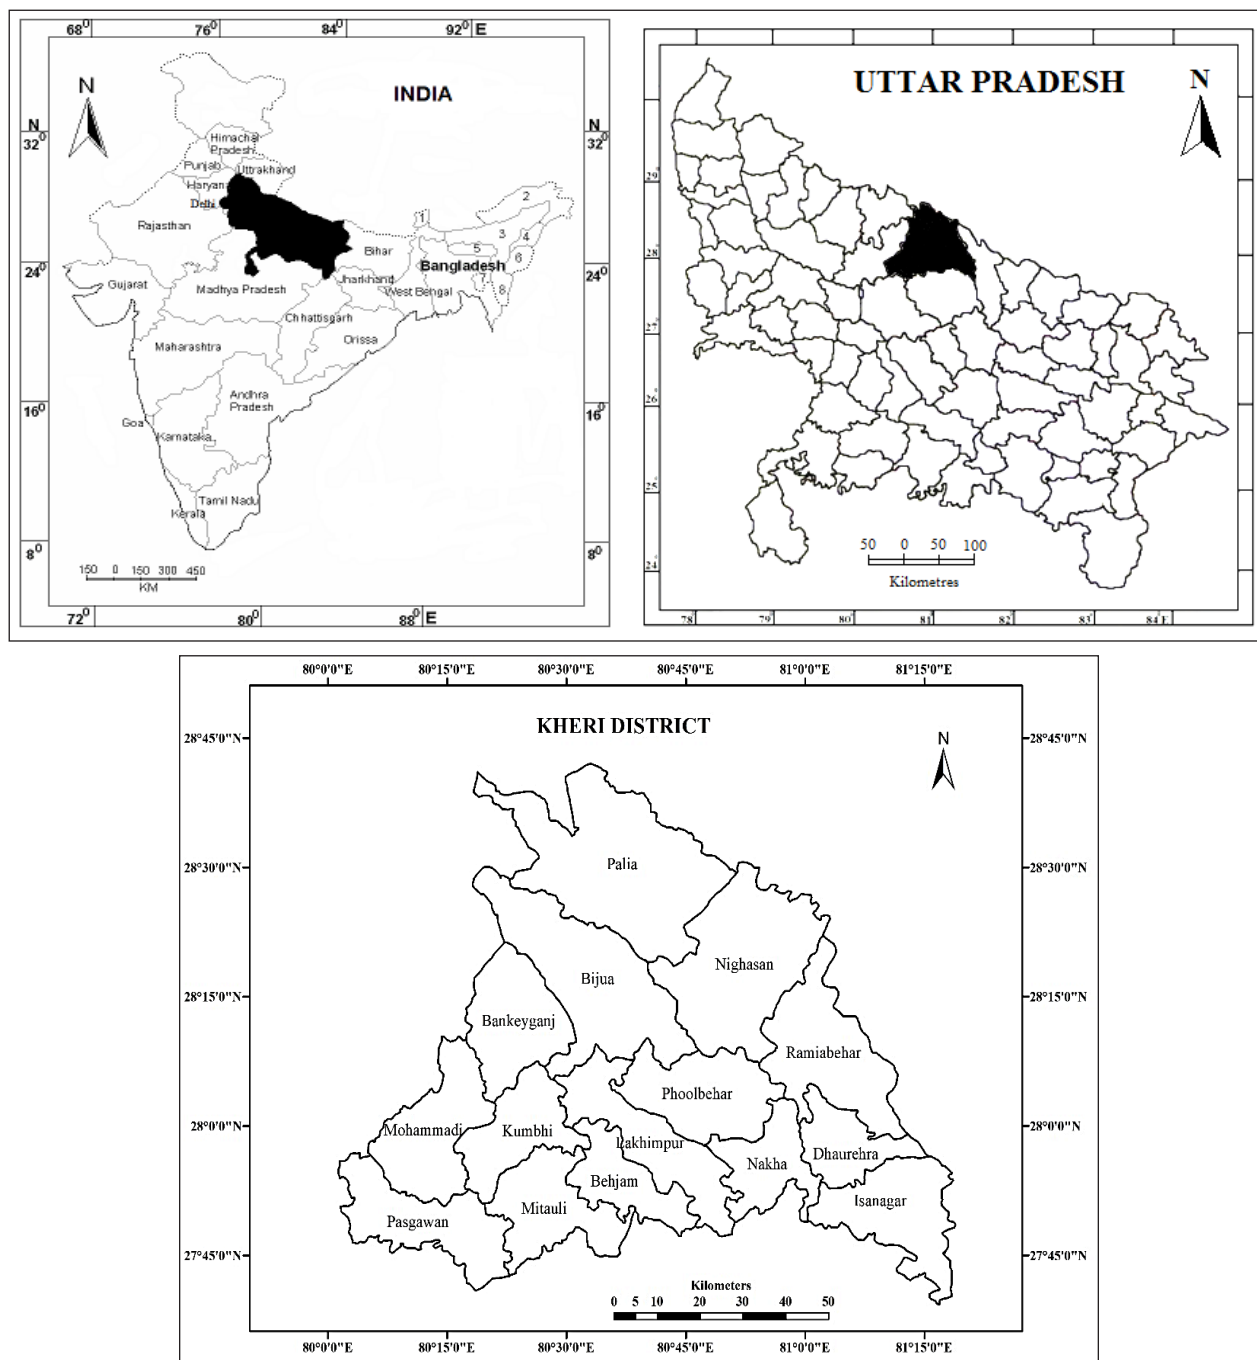 68⁰ 76⁰ 84⁰ 92⁰ E
N
INDIA
N
N
32⁰
32⁰
Himachal
Pradesh
Punjab
Uttrakhand
Haryana
Delhi
Rajasthan
Bihar
1
2
3
4
5
6
7
8
Bangladesh
24⁰
24⁰
Gujarat
Madhya Pradesh
Jharkhand
West Bengal
Chhattisgarh
Orissa
Maharashtra
Andhra
Pradesh
16⁰
16⁰
Goa
Karnataka
Tamil Nadu
Kerala
8⁰
8⁰
150 0 150 300 450
KM
72⁰ 80⁰ 88⁰ E
UTTAR PRADESH
N
29
28
27
26
25
24
50 0 50 100
Kilometres
78 79 80 81 82 83 84 E
80°0'0"E 80°15'0"E 80°30'0"E 80°45'0"E 81°0'0"E 81°15'0"E
KHERI DISTRICT
N
28°45'0"N 28°45'0"N
28°30'0"N 28°30'0"N
28°15'0"N 28°15'0"N
28°0'0"N 28°0'0"N
27°45'0"N 27°45'0"N
Palia
Nighasan
Bijua
Bankeyganj
Ramiabehar
Phoolbehar
Mohammadi
Kumbhi
Lakhimpur
Nakha
Dhaurehra
Behjam
Isanagar
Mitauli
Pasgawan
Kilometers
0 5 10 20 30 40 50
80°0'0"E 80°15'0"E 80°30'0"E 80°45'0"E 81°0'0"E 81°15'0"E